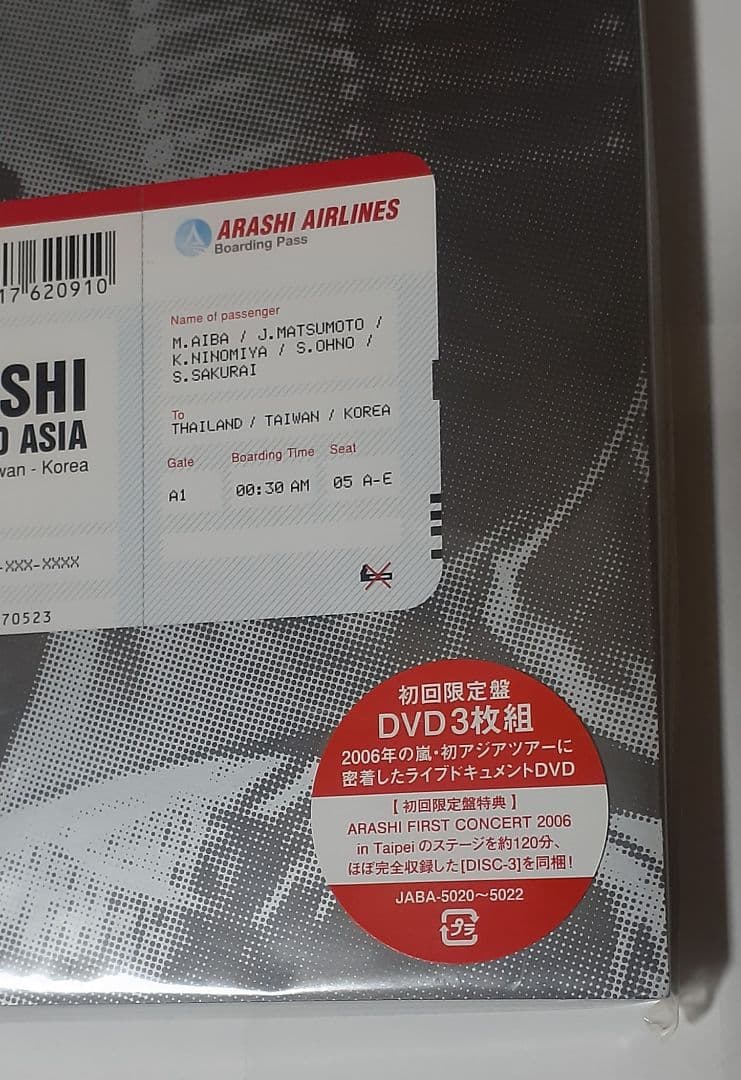 ARASHI AIRLINES
Boarding Pass
17 620910
Name of passenger
M.AIBA / J.MATSUMOTO /
K.NINOMIYA / S.OHNO /
S.SAKURAI
To
THAILAND / TAIWAN / KOREA
Gate Boarding Time Seat
A1 00:30 AM 05 A-E
SHI
ASIA
wan - Korea
-XXX-XXXX
70523
初回限定盤
DVD3枚組
2006年の嵐・初アジアツアーに
密着したライブドキュメントDVD
【初回限定盤特典】
ARASHI FIRST CONCERT 2006
in Taipei のステージを約120分、
ほぼ完全収録した[DISC-3]を同梱!
JABA-5020〜5022
プラ